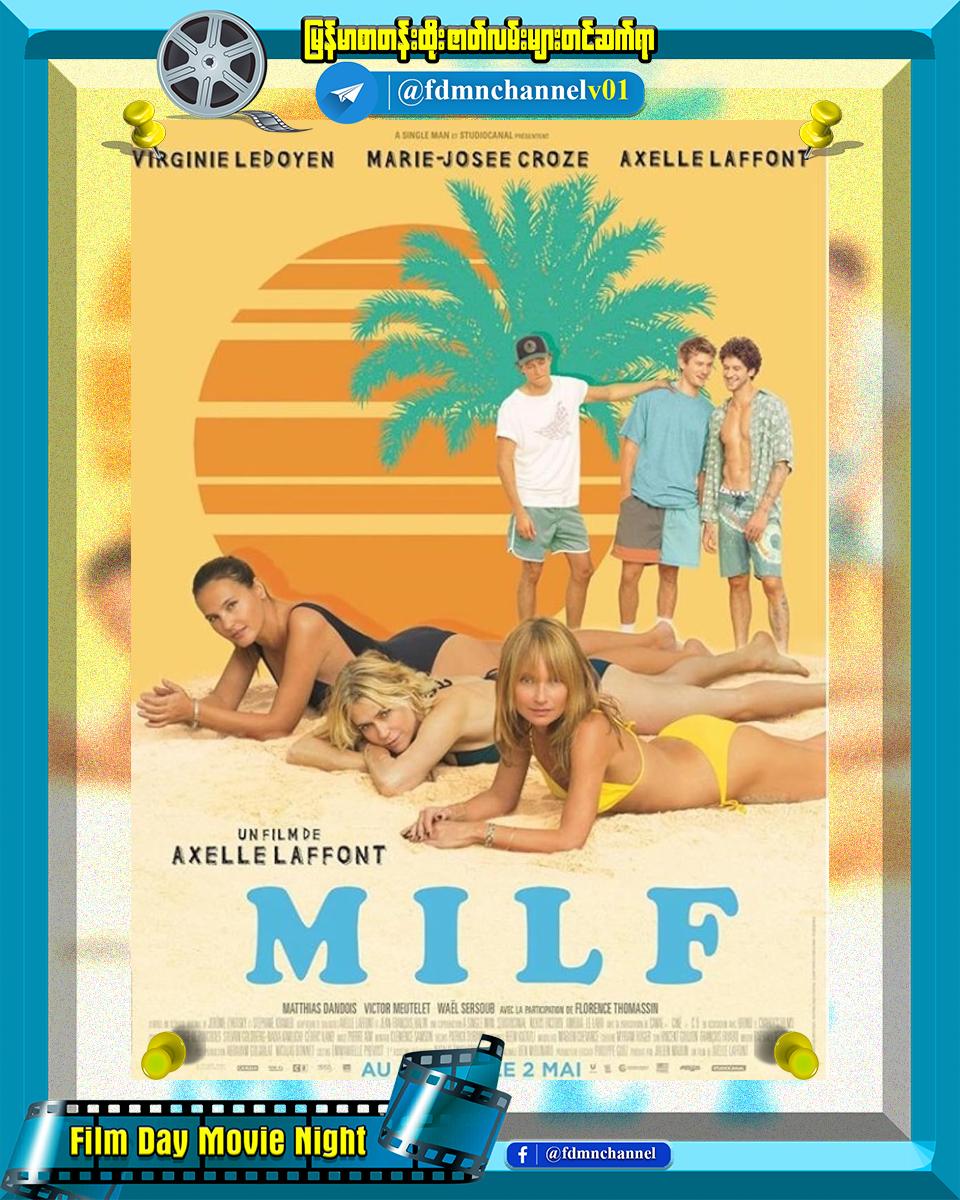 မြန်မာစာတန်းထိုးဇာတ်လမ်းများတင်ဆက်ရာ
@fdmnchannelv01
A SINGLE MAN ET STUDIOCANAL PRÉSENTENT
VIRGINIE LEDOYEN MARIE-JOSEE CROZE AXELLE LAFFONT
UN FILM DE
AXELLE LAFFONT
MILF
MATTHIAS DANDOIS VICTOR MEUTELET WAËL SERSOUB AVEC LA PARTICIPATION DE FLORENCE THOMASSIN
AU LE 2 MAI
Film Day Movie Night
@fdmnchannel